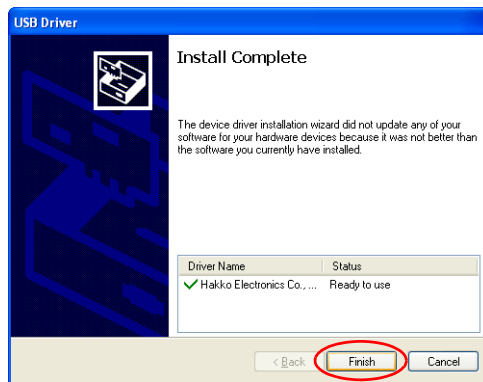 USB Driver
Install Complete
The device driver installation wizard did not update any of your
software for your hardware devices because it was not better than
the software you currently have installed.
Driver Name Status
Hakko Electronics Co., ... Ready to use
< Back Finish Cancel